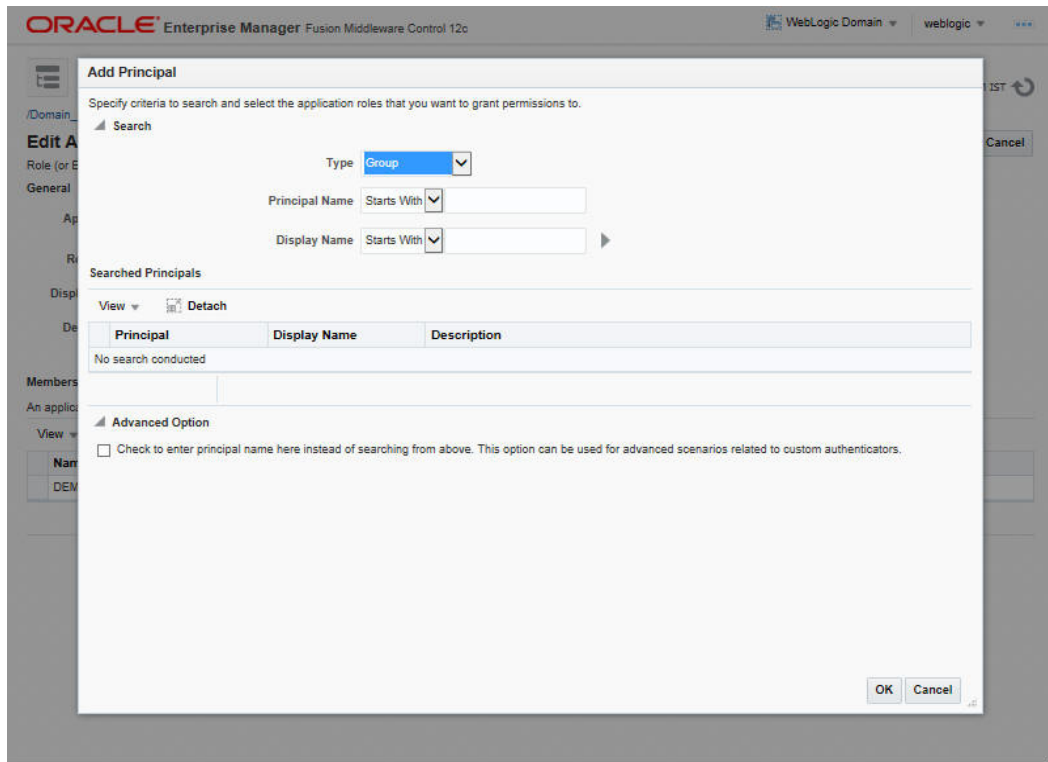 ORACLE Enterprise Manager Fusion Middleware Control 12c
WebLogic Domain weblogic
Add Principal
IST
Specify criteria to search and select the application roles that you want to grant permissions to.
/Domain_
Search
Edit A
Cancel
Role (or E
Type Group
General
Principal Name Starts With
Ap
Display Name Starts With
Re
Searched Principals
Displ
View Detach
De
Principal Display Name Description
No search conducted
Members
An applica
Advanced Option
View
Check to enter principal name here instead of searching from above. This option can be used for advanced scenarios related to custom authenticators.
Nam
DEM
OK Cancel